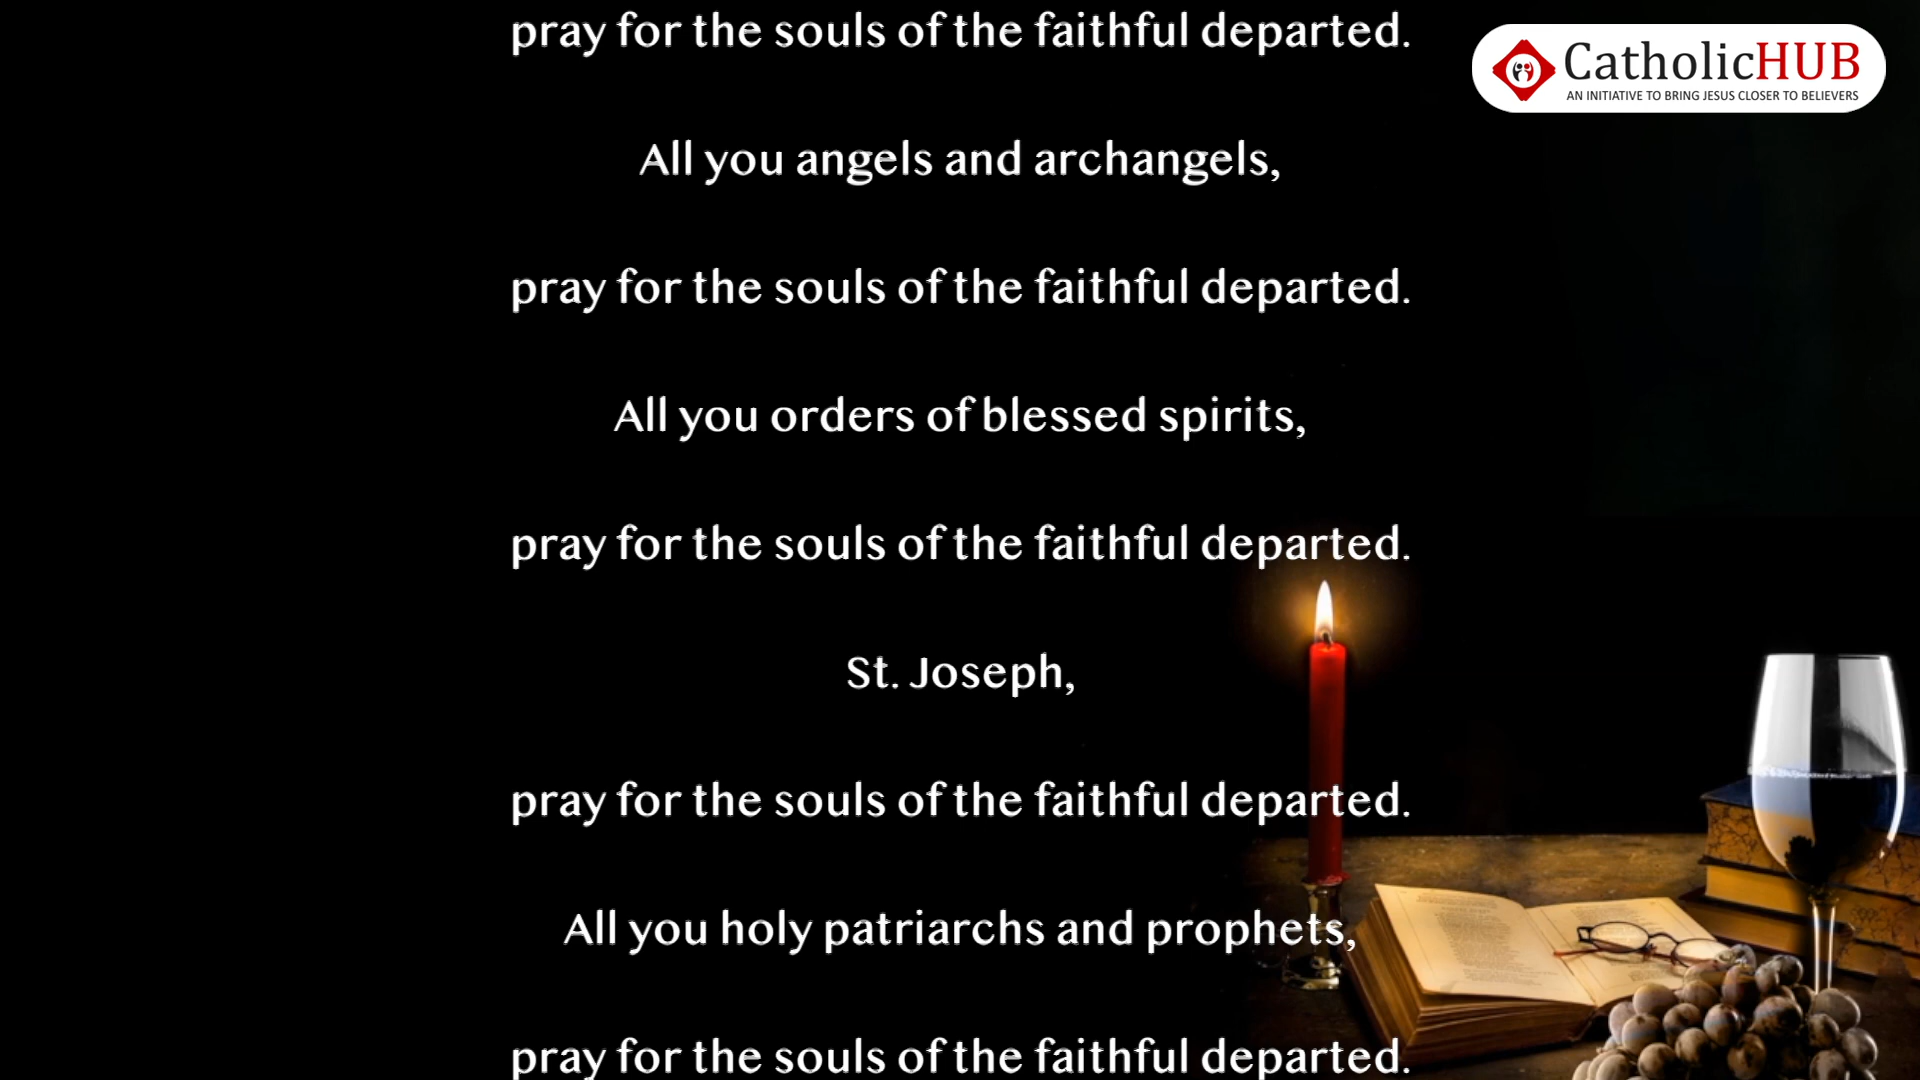 pray for the souls of the faithful departed.
CatholicHUB
AN INITIATIVE TO BRING JESUS CLOSER TO BELIEVERS
All you angels and archangels,
pray for the souls of the faithful departed.
All you orders of blessed spirits,
pray for the souls of the faithful departed.
St. Joseph,
pray for the souls of the faithful departed.
All you holy patriarchs and prophets,
pray for the souls of the faithful departed.